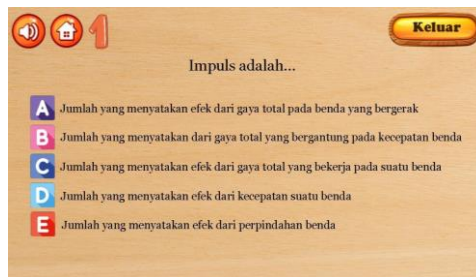 1
Keluar
Impuls adalah...
A Jumlah yang menyatakan efek dari gaya total pada benda yang bergerak
B Jumlah yang menyatakan dari gaya total yang bergantung pada kecepatan benda
C Jumlah yang menyatakan efek dari gaya total yang bekerja pada suatu benda
D Jumlah yang menyatakan efek dari kecepatan suatu benda
E Jumlah yang menyatakan efek dari perpindahan benda